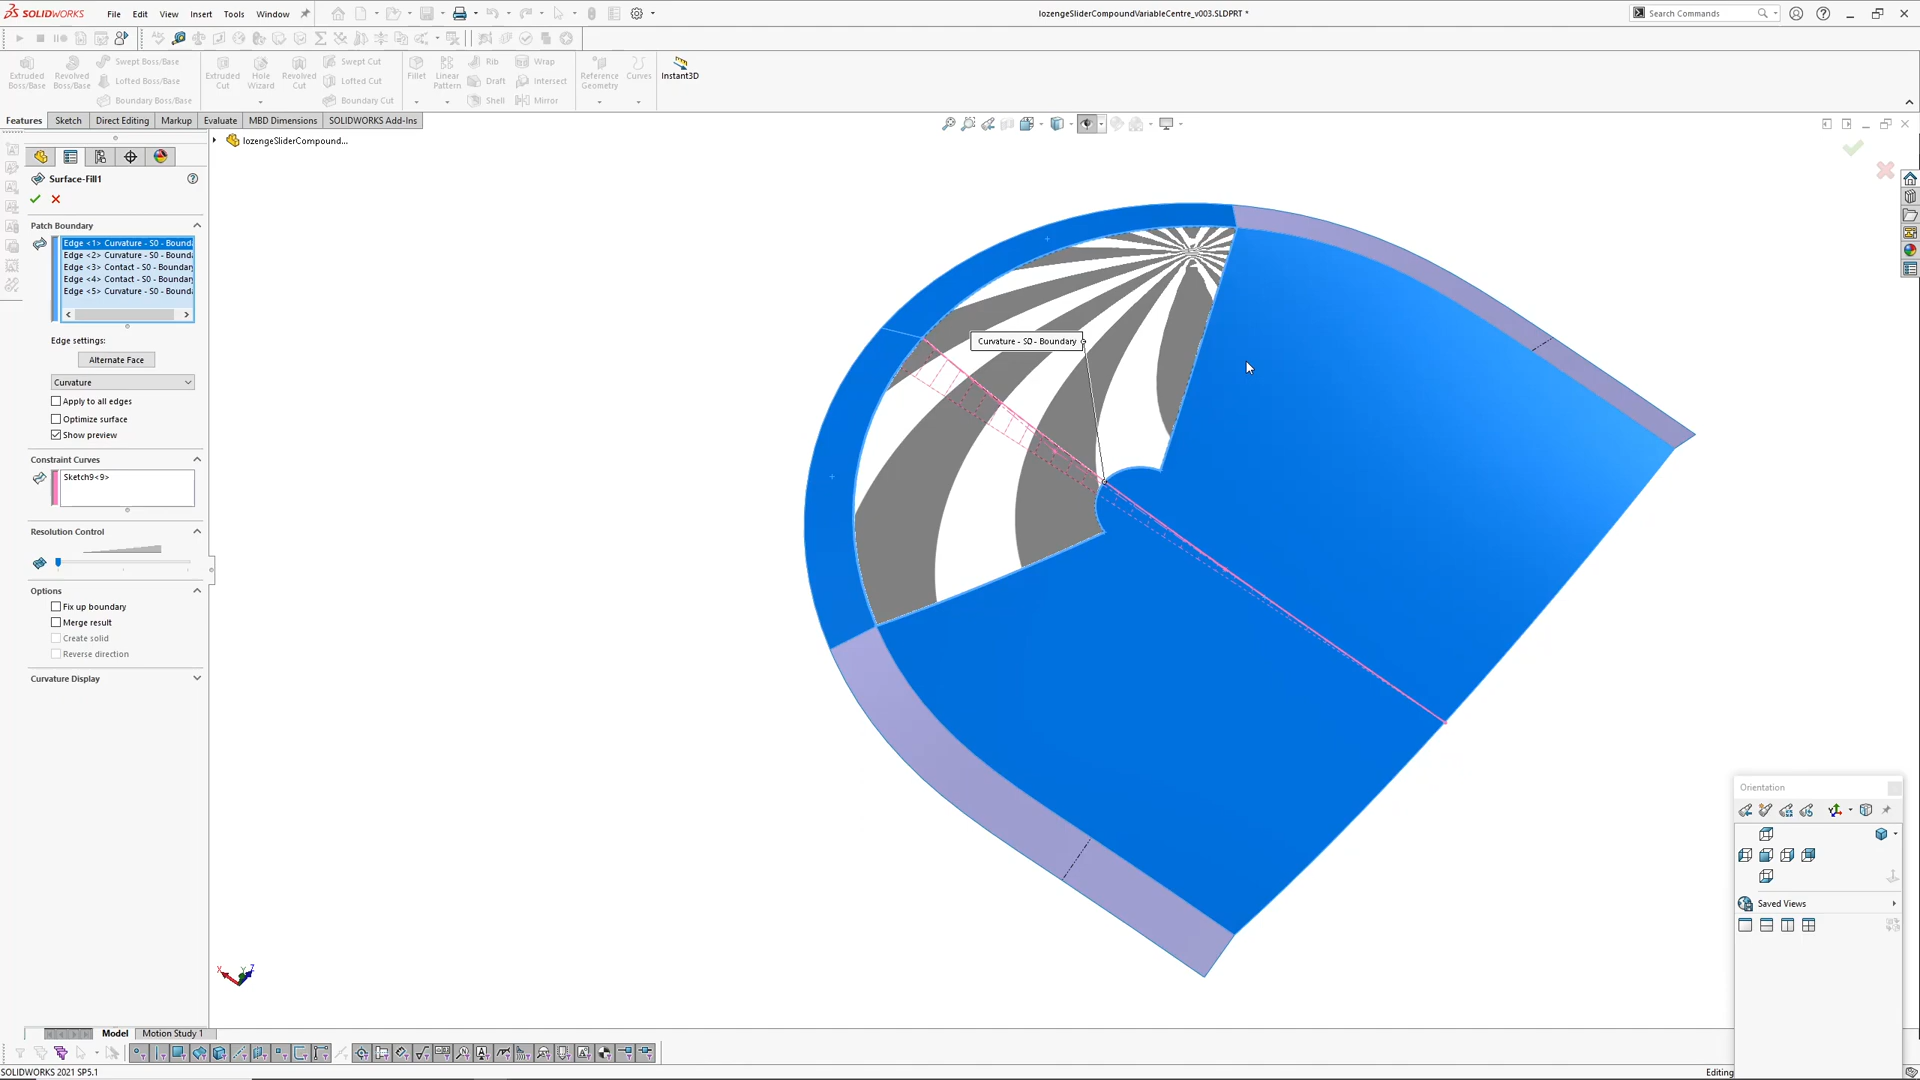 SOLIDWORKS
File Edit View Insert Tools Window
lozengeSliderCompoundVariableCentre_v003.SLDPRT *
Search Commands
Extruded Boss/Base
Revolved Boss/Base
Swept Boss/Base
Lofted Boss/Base
Boundary Boss/Base
Extruded Cut
Hole Wizard
Revolved Cut
Swept Cut
Lofted Cut
Boundary Cut
Fillet
Linear Pattern
Rib
Draft
Shell
Wrap
Intersect
Mirror
Reference Geometry
Curves
Instant3D
Features Sketch Direct Editing Markup Evaluate MBD Dimensions SOLIDWORKS Add-Ins
lozengeSliderCompound...
Surface-Fill1
Patch Boundary
Edge <1> Curvature - S0 - Bounda
Edge <2> Curvature - S0 - Bounda
Edge <3> Contact - S0 - Boundary
Edge <4> Contact - S0 - Boundary
Edge <5> Curvature - S0 - Bounda
Edge settings:
Alternate Face
Curvature
Apply to all edges
Optimize surface
Show preview
Constraint Curves
Sketch9<9>
Resolution Control
Options
Fix up boundary
Merge result
Create solid
Reverse direction
Curvature Display
Curvature - S0 - Boundary
Orientation
Saved Views
X Y Z
Model Motion Study 1
SOLIDWORKS 2021 SP5.1
Editing